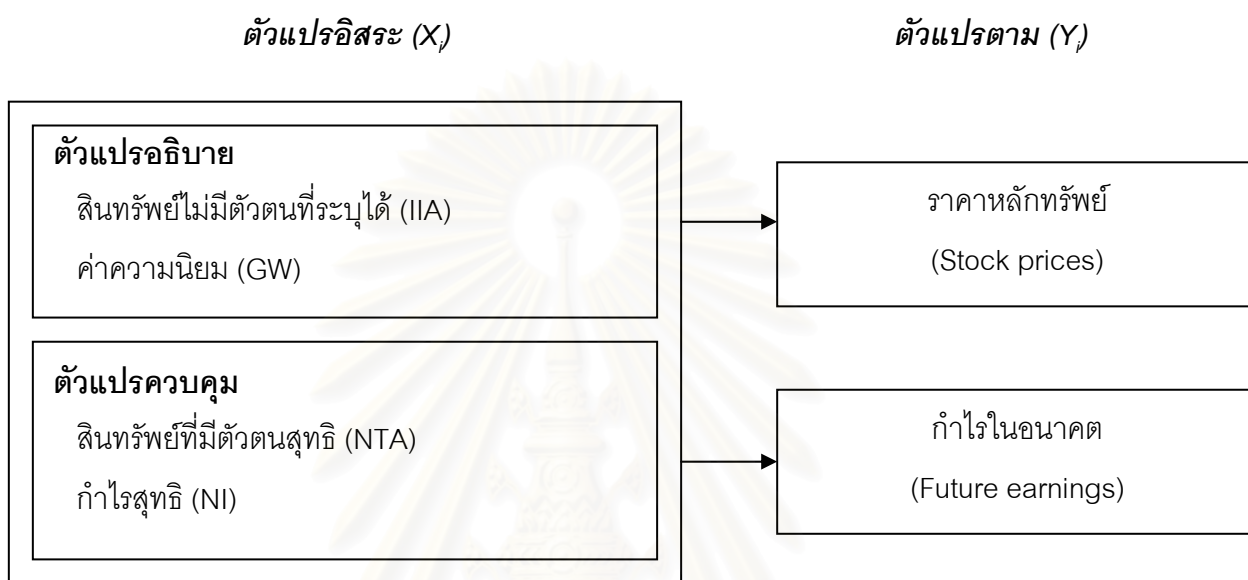 ตัวแปรอิสระ (Xᵢ)
ตัวแปรตาม (Yᵢ)
ตัวแปรอธิบาย
สินทรัพย์ไม่มีตัวตนที่ระบุได้ (IIA)
ค่าความนิยม (GW)
ตัวแปรควบคุม
สินทรัพย์ที่มีตัวตนสุทธิ (NTA)
กำไรสุทธิ (NI)
ราคาหลักทรัพย์
(Stock prices)
กำไรในอนาคต
(Future earnings)